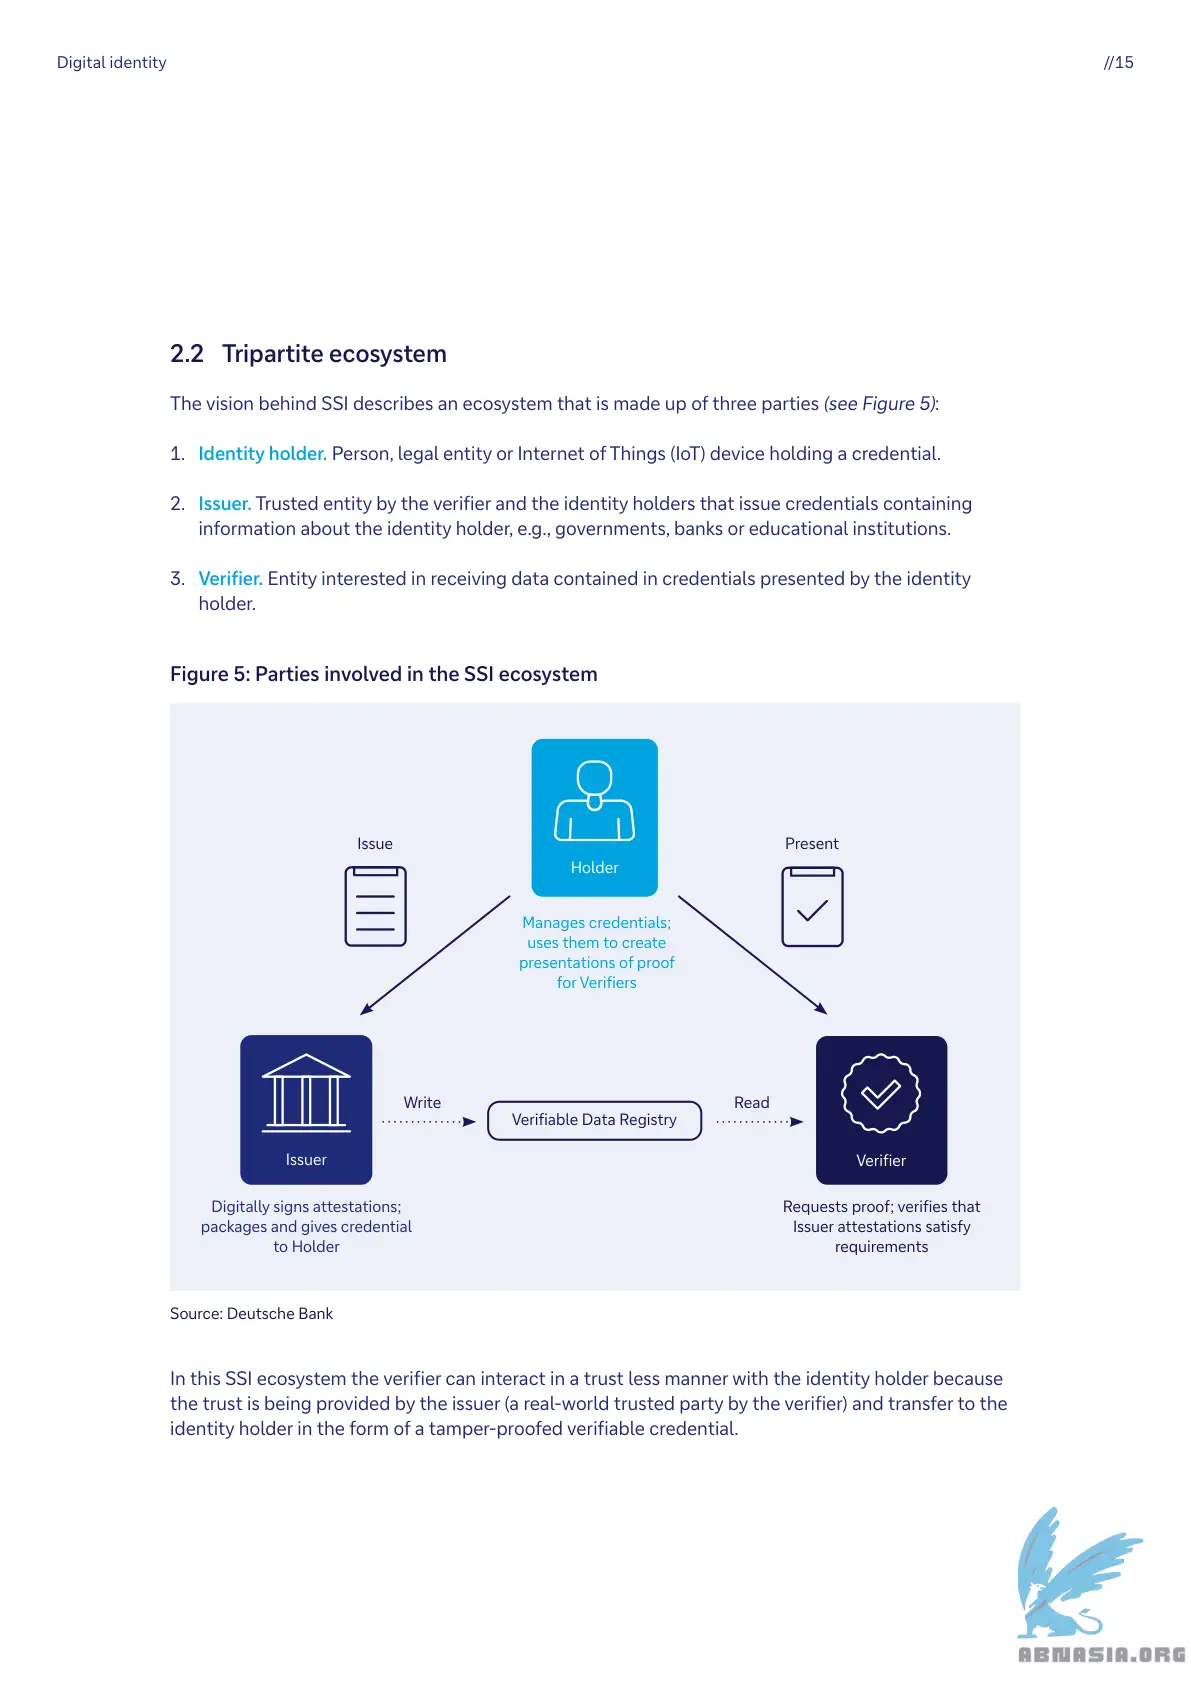 Digital identity
//15
2.2 Tripartite ecosystem
The vision behind SSI describes an ecosystem that is made up of three parties (see Figure 5):
1. Identity holder. Person, legal entity or Internet of Things (IoT) device holding a credential.
2. Issuer. Trusted entity by the verifier and the identity holders that issue credentials containing
information about the identity holder, e.g., governments, banks or educational institutions.
3. Verifier. Entity interested in receiving data contained in credentials presented by the identity
holder.
Figure 5: Parties involved in the SSI ecosystem
Issue
Holder
Present
Manages credentials;
uses them to create
presentations of proof
for Verifiers
Issuer
Write
Verifiable Data Registry
Read
Verifier
Digitally signs attestations;
packages and gives credential
to Holder
Requests proof; verifies that
Issuer attestations satisfy
requirements
Source: Deutsche Bank
In this SSI ecosystem the verifier can interact in a trust less manner with the identity holder because
the trust is being provided by the issuer (a real-world trusted party by the verifier) and transfer to the
identity holder in the form of a tamper-proofed verifiable credential.
ABNASIA.ORG